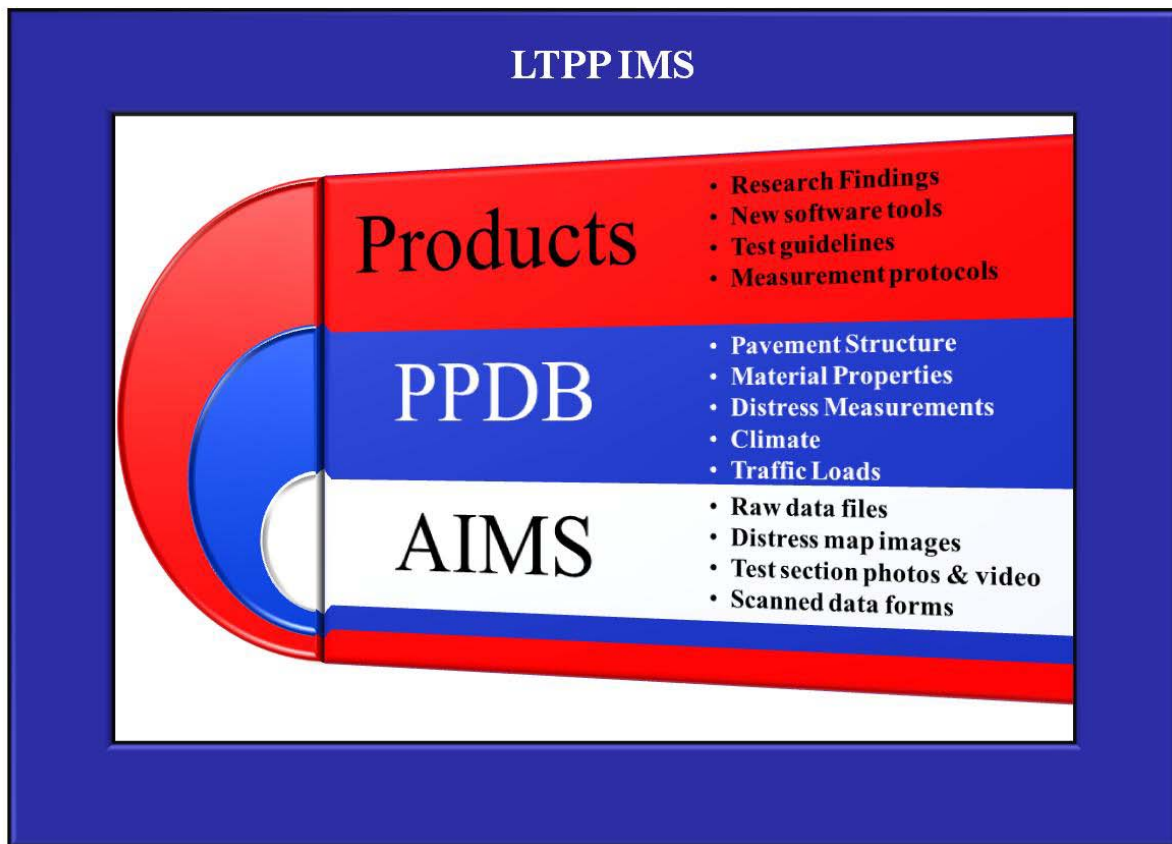 LTPP IMS
Products
• Research Findings
• New software tools
• Test guidelines
• Measurement protocols
PPDB
• Pavement Structure
• Material Properties
• Distress Measurements
• Climate
• Traffic Loads
AIMS
• Raw data files
• Distress map images
• Test section photos & video
• Scanned data forms